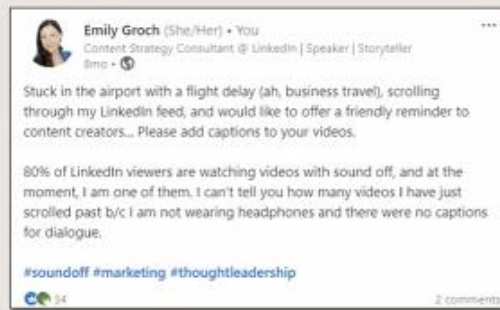 Emily Groch (She/Her) • You
Content Strategy Consultant @ LinkedIn | Speaker | Storyteller
8mo •
Stuck in the airport with a flight delay (ah, business travel), scrolling
through my LinkedIn feed, and would like to offer a friendly reminder to
content creators... Please add captions to your videos.
80% of LinkedIn viewers are watching videos with sound off, and at the
moment, I am one of them. I can't tell you how many videos I have just
scrolled past b/c I am not wearing headphones and there were no captions
for dialogue.
#soundoff #marketing #thoughtleadership
34
2 comments